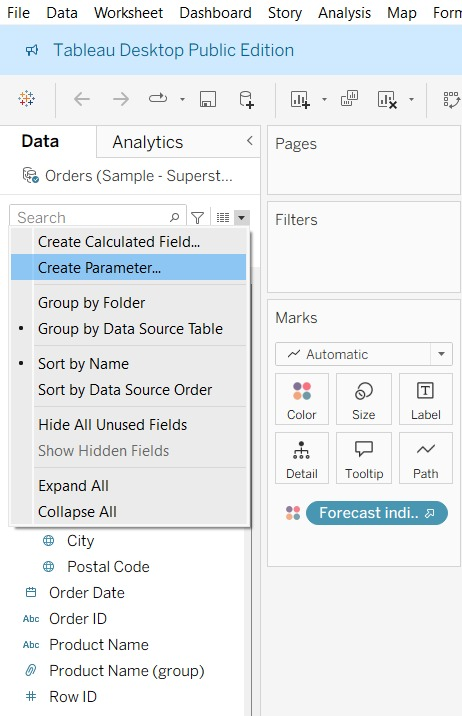 File Data Worksheet Dashboard Story Analysis Map Form
Tableau Desktop Public Edition
Data Analytics
Orders (Sample - Superst...
Search
Create Calculated Field...
Create Parameter...
Group by Folder
Group by Data Source Table
Sort by Name
Sort by Data Source Order
Hide All Unused Fields
Show Hidden Fields
Expand All
Collapse All
City
Postal Code
Order Date
Abc Order ID
Abc Product Name
Product Name (group)
# Row ID
Pages
Filters
Marks
Automatic
Color Size Label
Detail Tooltip Path
Forecast indi..